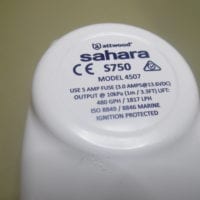 attwood
sahara
CE S750
MODEL 4507
USE 5 AMP FUSE (3.0 AMPS@13.6VDC)
OUTPUT @ 10kPa (1m / 3.3FT) LIFT:
480 GPH / 1817 LPH
ISO 8849 / 8846 MARINE
IGNITION PROTECTED